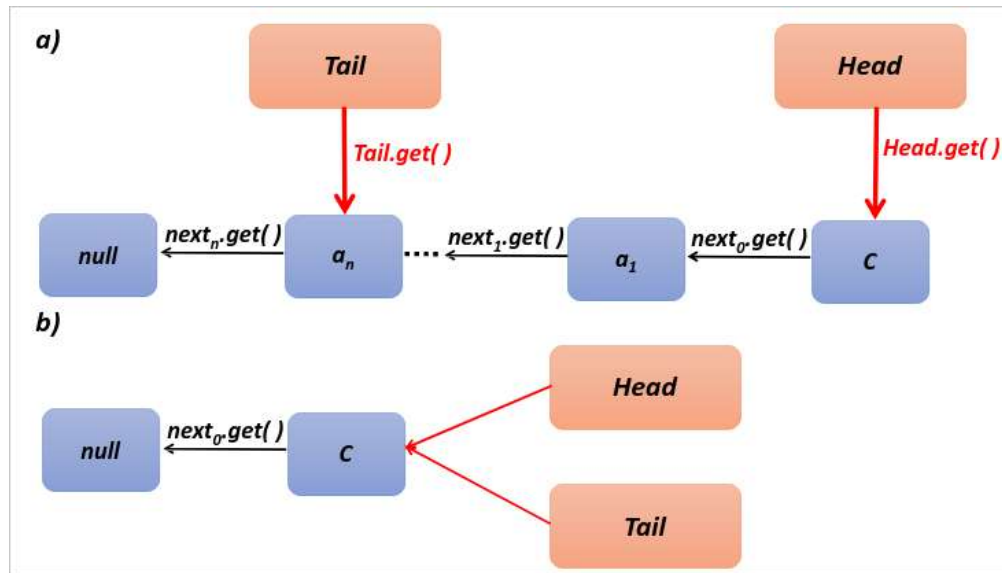 a)
Tail
Head
Tail.get( )
Head.get( )
null
nextn.get( )
an
....
next1.get( )
a1
next0.get( )
C
b)
Head
null
next0.get( )
C
Tail